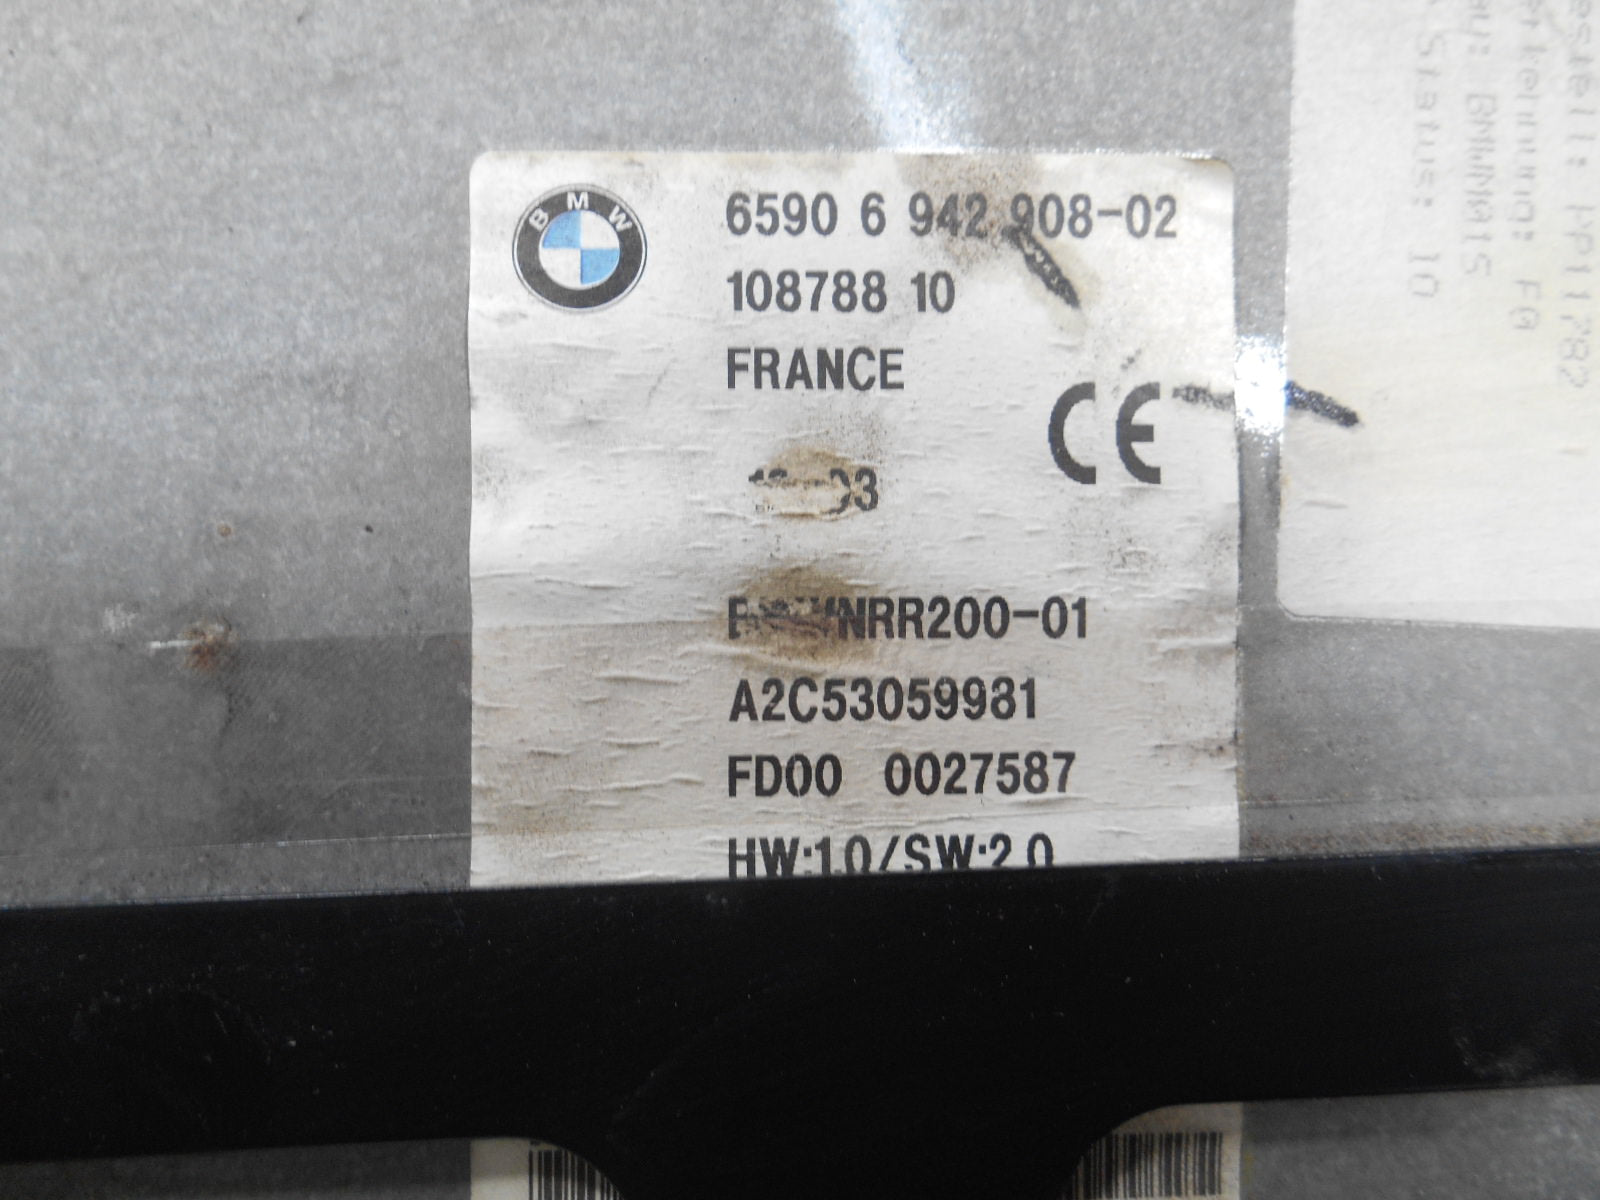 BMW
6590 6 942 908-02
108788 10
FRANCE
CE
NRR200-01
A2C53059981
FD00 0027587
HW:1.0/SW:2.0
Status: 10